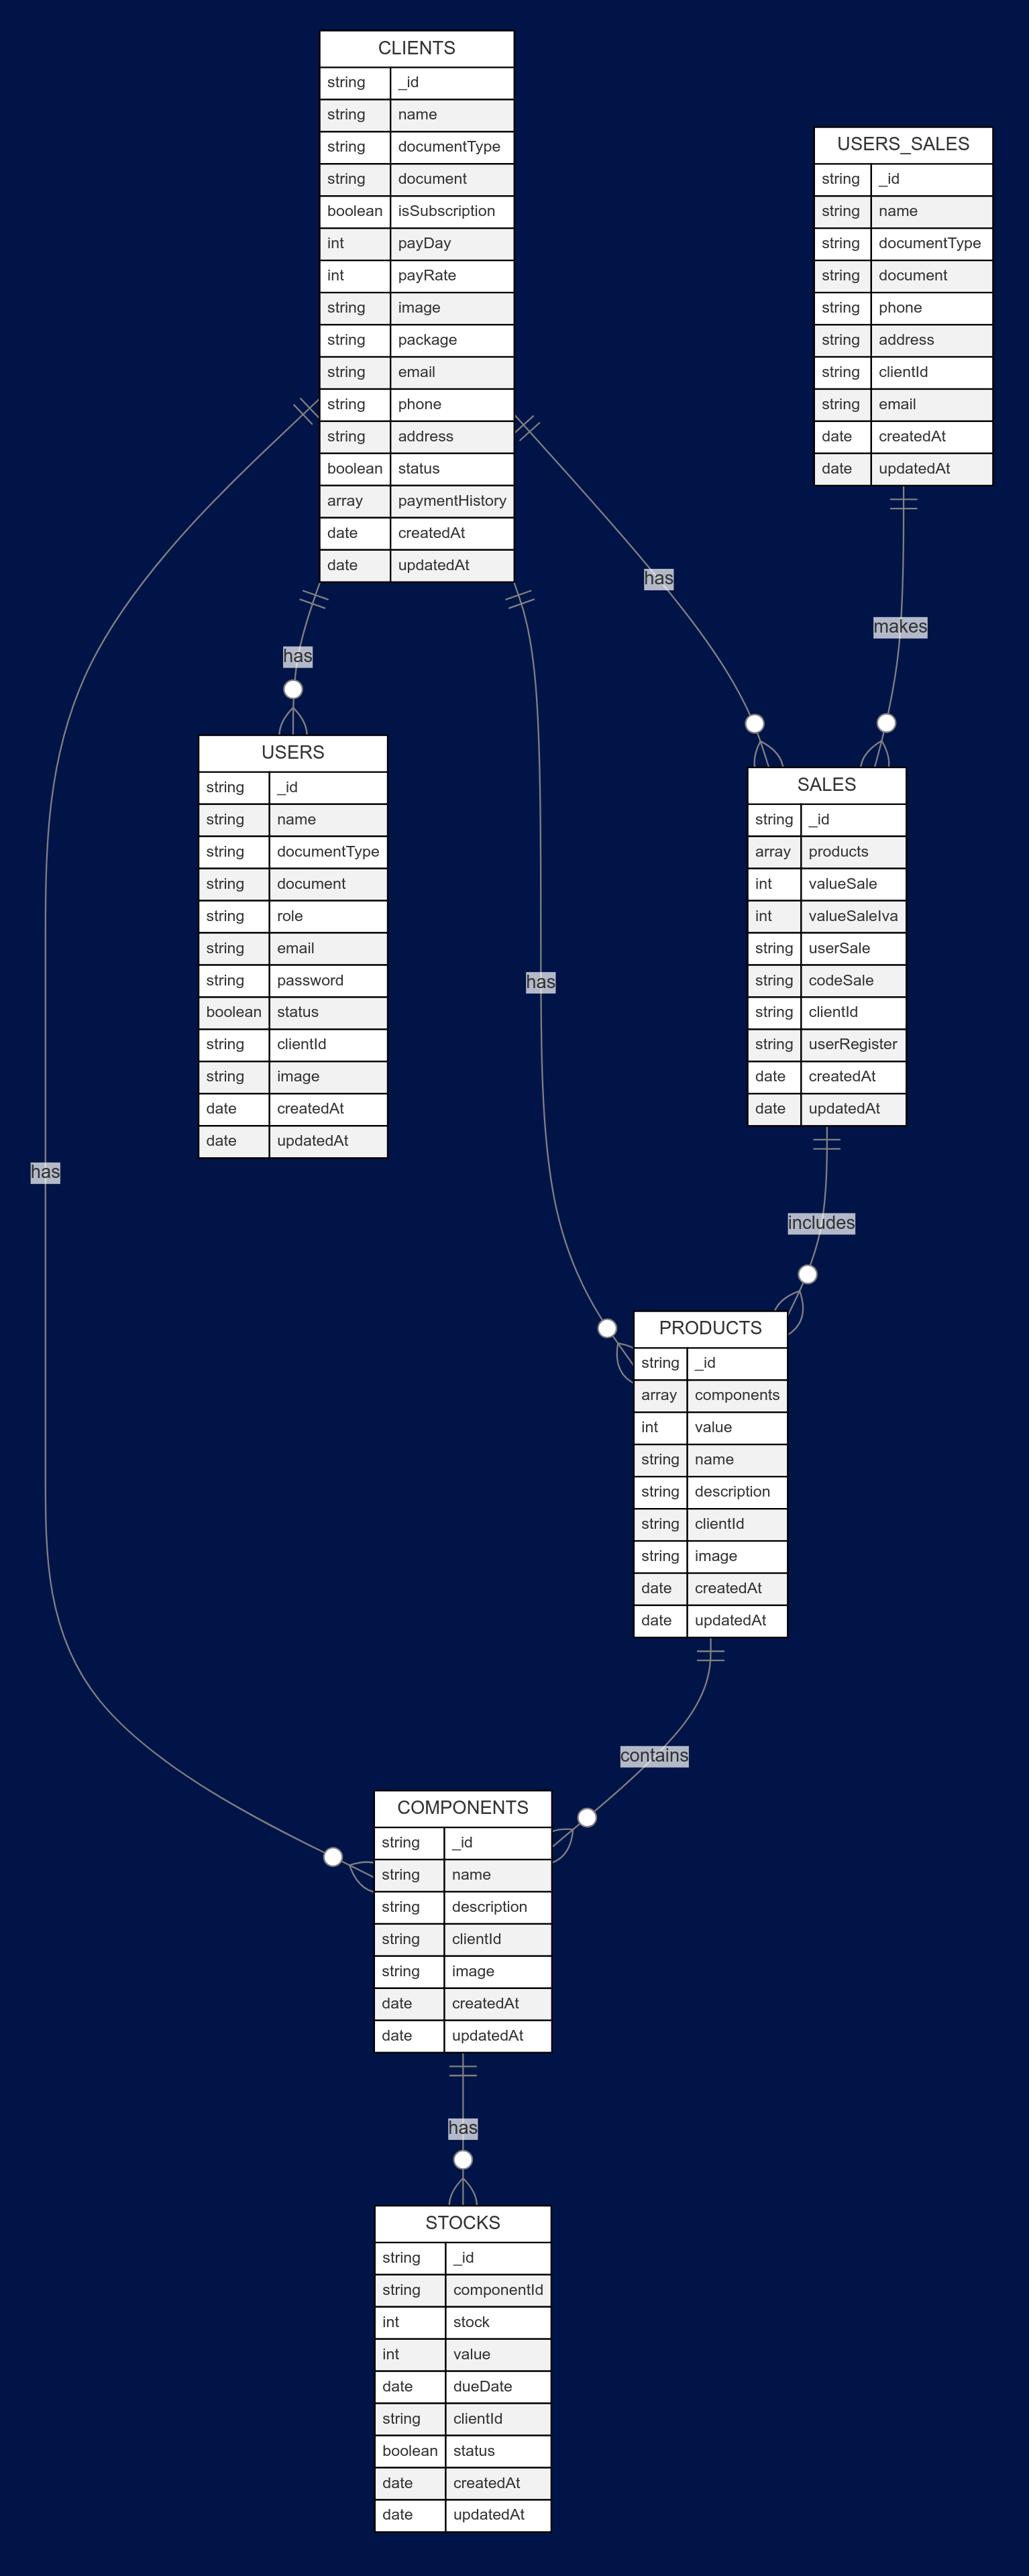 CLIENTS
string _id
string name
string documentType
string document
boolean isSubscription
int payDay
int payRate
string image
string package
string email
string phone
string address
boolean status
array paymentHistory
date createdAt
date updatedAt
USERS_SALES
string _id
string name
string documentType
string document
string phone
string address
string clientId
string email
date createdAt
date updatedAt
has
makes
has
USERS
string _id
string name
string documentType
string document
string role
string email
string password
boolean status
string clientId
string image
date createdAt
date updatedAt
SALES
string _id
array products
int valueSale
int valueSaleIva
string userSale
string codeSale
string clientId
string userRegister
date createdAt
date updatedAt
has
has
includes
PRODUCTS
string _id
array components
int value
string name
string description
string clientId
string image
date createdAt
date updatedAt
contains
COMPONENTS
string _id
string name
string description
string clientId
string image
date createdAt
date updatedAt
has
STOCKS
string _id
string componentId
int stock
int value
date dueDate
string clientId
boolean status
date createdAt
date updatedAt